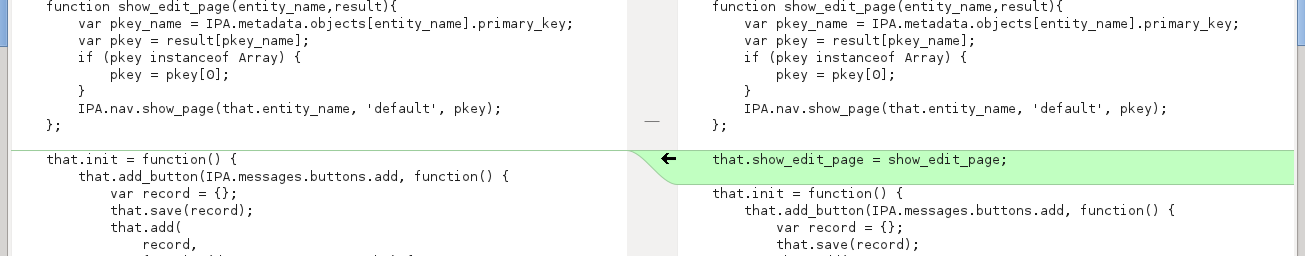 function show_edit_page(entity_name,result){
    var pkey_name = IPA.metadata.objects[entity_name].primary_key;
    var pkey = result[pkey_name];
    if (pkey instanceof Array) {
        pkey = pkey[0];
    }
    IPA.nav.show_page(that.entity_name, 'default', pkey);
};
that.init = function() {
    that.add_button(IPA.messages.buttons.add, function() {
        var record = {};
        that.save(record);
        that.add(
            record,
function show_edit_page(entity_name,result){
    var pkey_name = IPA.metadata.objects[entity_name].primary_key;
    var pkey = result[pkey_name];
    if (pkey instanceof Array) {
        pkey = pkey[0];
    }
    IPA.nav.show_page(that.entity_name, 'default', pkey);
};
that.show_edit_page = show_edit_page;
that.init = function() {
    that.add_button(IPA.messages.buttons.add, function() {
        var record = {};
        that.save(record);